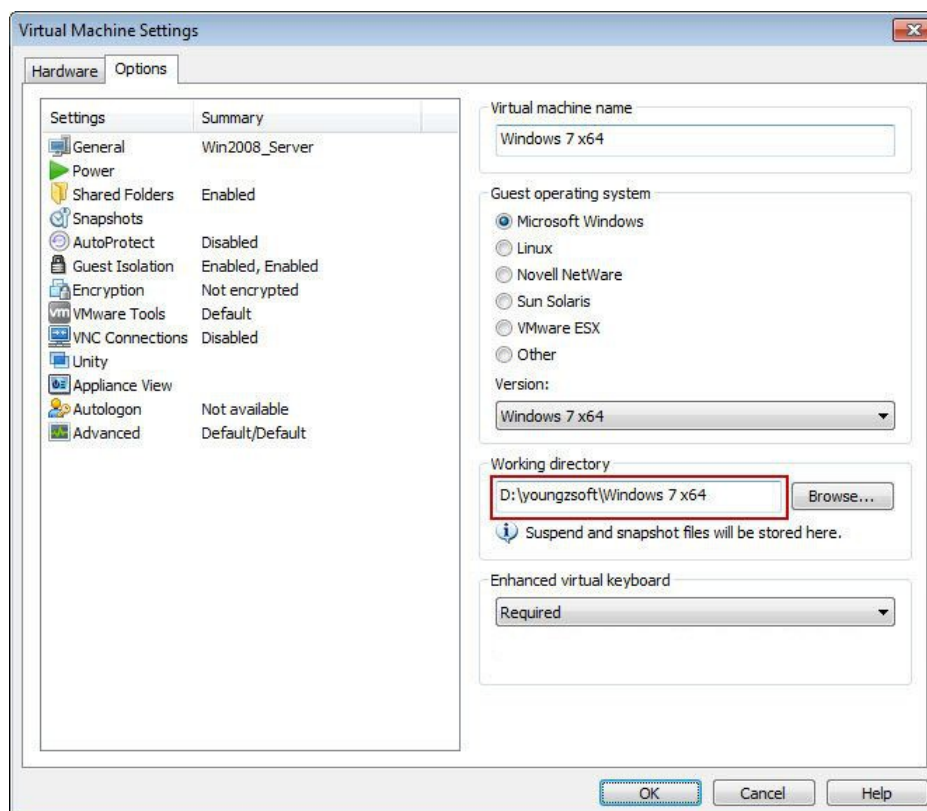 Virtual Machine Settings
Hardware Options
Settings Summary
General Win2008_Server
Power
Shared Folders Enabled
Snapshots
AutoProtect Disabled
Guest Isolation Enabled, Enabled
Encryption Not encrypted
VMware Tools Default
VNC Connections Disabled
Unity
Appliance View
Autologon Not available
Advanced Default/Default
Virtual machine name
Windows 7 x64
Guest operating system
Microsoft Windows
Linux
Novell NetWare
Sun Solaris
VMware ESX
Other
Version:
Windows 7 x64
Working directory
D:\youngzsoft\Windows 7 x64 Browse...
Suspend and snapshot files will be stored here.
Enhanced virtual keyboard
Required
OK Cancel Help